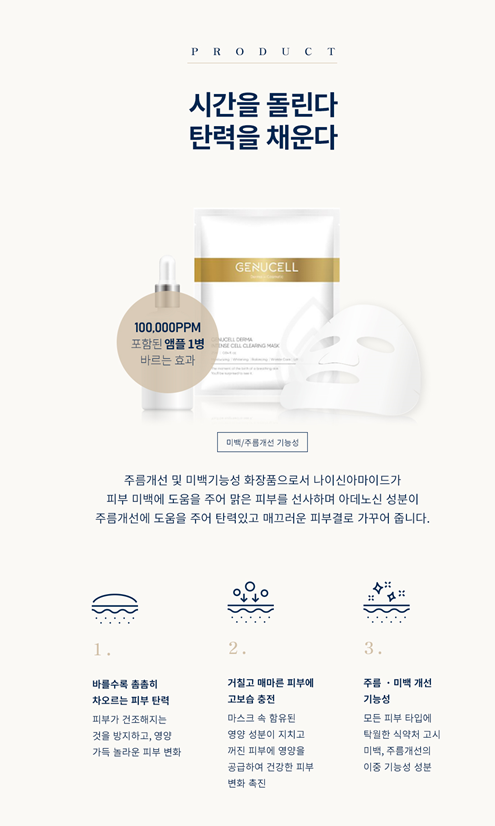 PRODUCT
시간을 돌린다
탄력을 채운다
GENUCELL
100,000PPM
포함된 앰플 1병
바르는 효과
GENUCELL DERMA
INTENSE CELL CLEARING MASK
미백/주름개선 기능성
주름개선 및 미백기능성 화장품으로서 나이신아마이드가
피부 미백에 도움을 주어 맑은 피부를 선사하며 아데노신 성분이
주름개선에 도움을 주어 탄력있고 매끄러운 피부결로 가꾸어 줍니다.
1.
바를수록 촘촘히
차오르는 피부 탄력
피부가 건조해지는
것을 방지하고, 영양
가득 놀라운 피부 변화
2.
거칠고 메마른 피부에
고보습 충전
마스크 속 함유된
영양 성분이 지치고
꺼진 피부에 영양을
공급하여 건강한 피부
변화 촉진
3.
주름 · 미백 개선
기능성
모든 피부 타입에
탁월한 식약처 고시
미백, 주름개선의
이중 기능성 성분